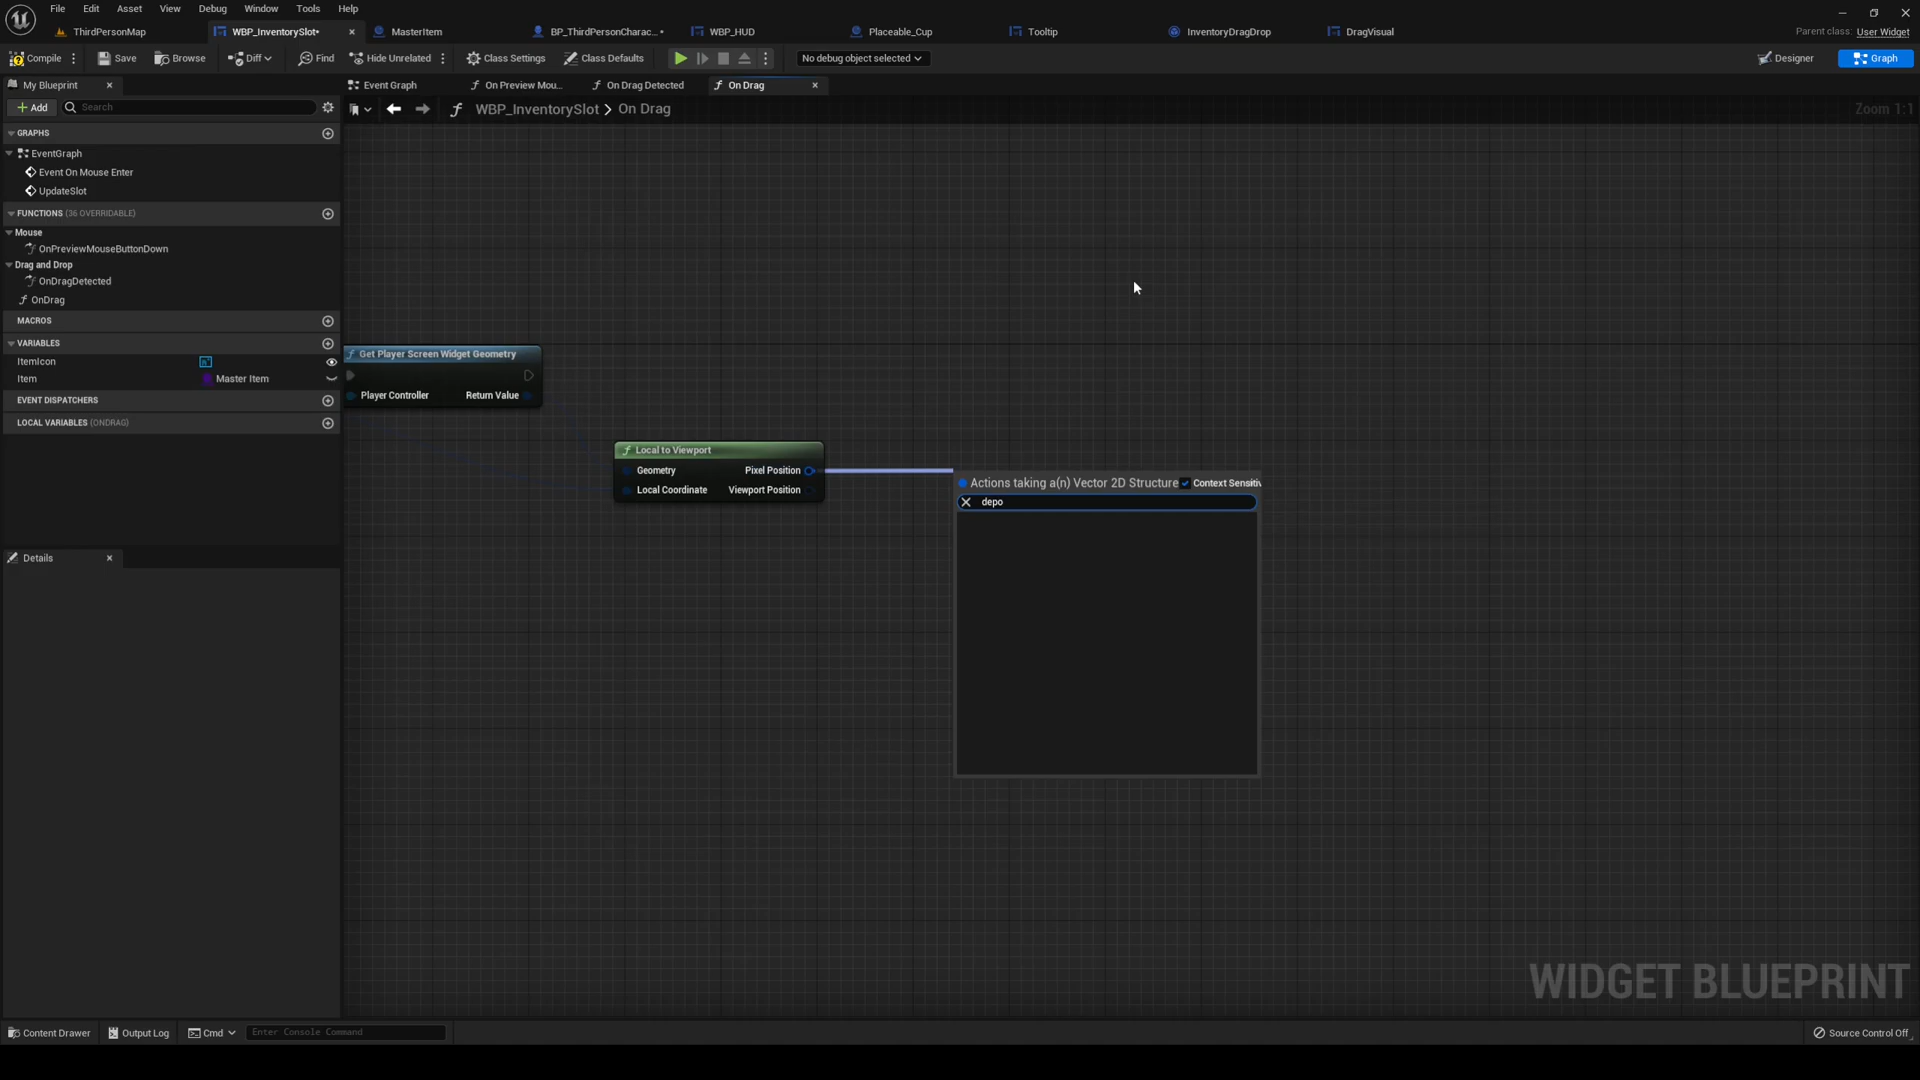 File Edit Asset View Debug Window Tools Help
ThirdPersonMap WBP_InventorySlot• MasterItem BP_ThirdPersonCharac... • WBP_HUD Placeable_Cup Tooltip InventoryDragDrop DragVisual Parent class: User Widget
Compile Save Browse Diff Find Hide Unrelated Class Settings Class Defaults No debug object selected Designer Graph
My Blueprint Event Graph On Preview Mou... On Drag Detected On Drag
Add Search WBP_InventorySlot > On Drag Zoom 1:1
GRAPHS
EventGraph
Event On Mouse Enter
UpdateSlot
FUNCTIONS (36 OVERRIDABLE)
Mouse
OnPreviewMouseButtonDown
Drag and Drop
OnDragDetected
OnDrag
MACROS
VARIABLES
ItemIcon
Item Master Item
EVENT DISPATCHERS
LOCAL VARIABLES (ONDRAG)
Details
Get Player Screen Widget Geometry
Player Controller Return Value
Local to Viewport
Geometry Pixel Position
Local Coordinate Viewport Position
Actions taking a(n) Vector 2D Structure Context Sensitiv
depo
WIDGET BLUEPRINT
Content Drawer Output Log Cmd Enter Console Command Source Control Off